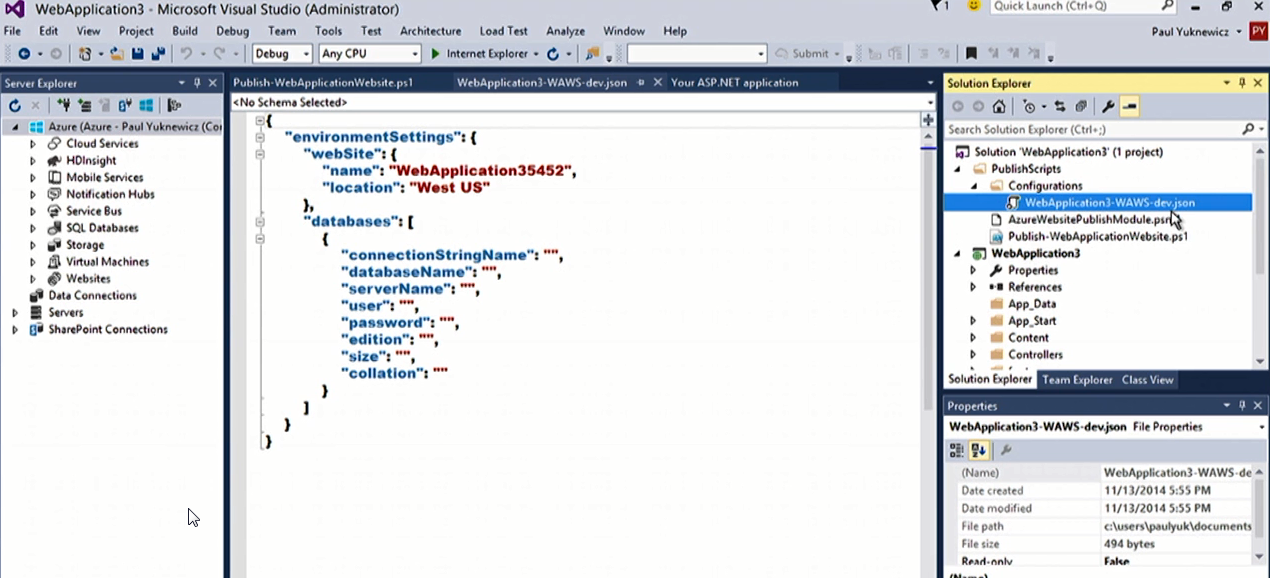 WebApplication3 - Microsoft Visual Studio (Administrator)
1
Quick Launch (Ctrl+Q)
File Edit View Project Build Debug Team Tools Test Architecture Load Test Analyze Window Help
Paul Yuknewicz
PY
Debug
Any CPU
Internet Explorer
Submit
Server Explorer
Azure (Azure - Paul Yuknewicz (Cor
Cloud Services
HDInsight
Mobile Services
Notification Hubs
Service Bus
SQL Databases
Storage
Virtual Machines
Websites
Data Connections
Servers
SharePoint Connections
Publish-WebApplicationWebsite.ps1
WebApplication3-WAWS-dev.json
Your ASP.NET application
<No Schema Selected>
{
"environmentSettings": {
"webSite": {
"name": "WebApplication35452",
"location": "West US"
},
"databases": [
{
"connectionStringName": "",
"databaseName": "",
"serverName": "",
"user": "",
"password": "",
"edition": "",
"size": "",
"collation": ""
}
]
}
}
Solution Explorer
Search Solution Explorer (Ctrl+;)
Solution 'WebApplication3' (1 project)
PublishScripts
Configurations
WebApplication3-WAWS-dev.json
AzureWebsitePublishModule.psm
Publish-WebApplicationWebsite.ps1
WebApplication3
Properties
References
App_Data
App_Start
Content
Controllers
Solution Explorer Team Explorer Class View
Properties
WebApplication3-WAWS-dev.json File Properties
(Name) WebApplication3-WAWS-de
Date created 11/13/2014 5:55 PM
Date modified 11/13/2014 5:55 PM
File path c:\users\paulyuk\documents
File size 494 bytes
Read-only False
(Name)